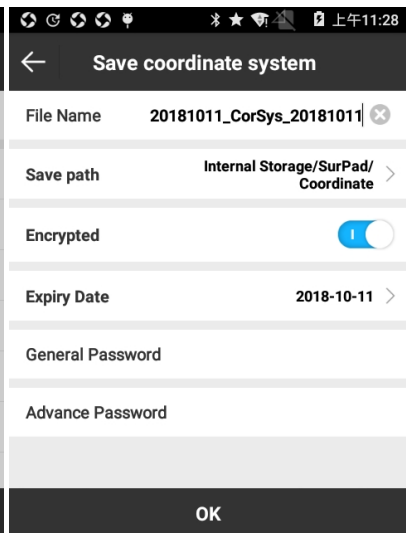 上午11:28
Save coordinate system
File Name 20181011_CorSys_20181011
Save path Internal Storage/SurPad/
Coordinate
Encrypted
Expiry Date 2018-10-11
General Password
Advance Password
OK